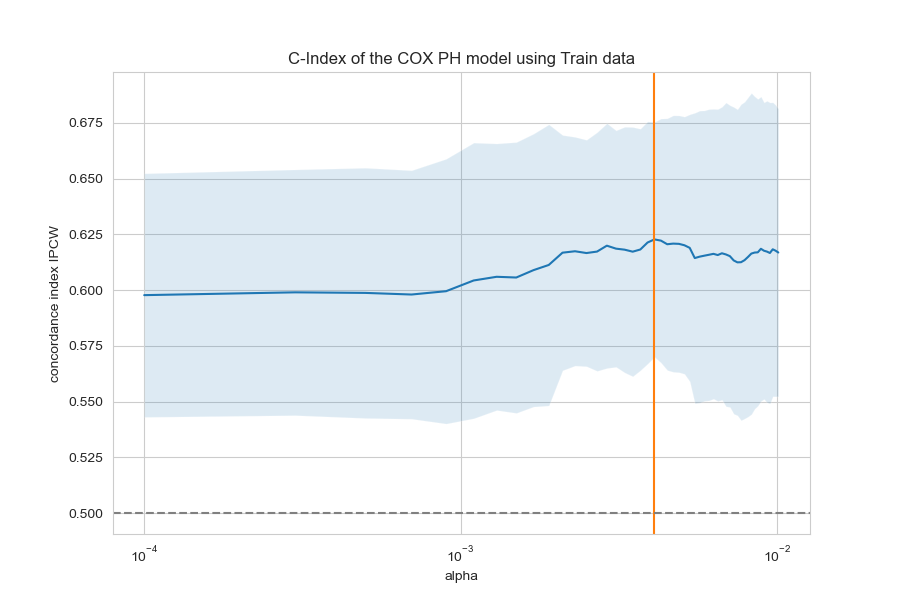 C-Index of the COX PH model using Train data
concordance index IPCW
0.675
0.650
0.625
0.600
0.575
0.550
0.525
0.500
10⁻⁴ 10⁻³ 10⁻²
alpha